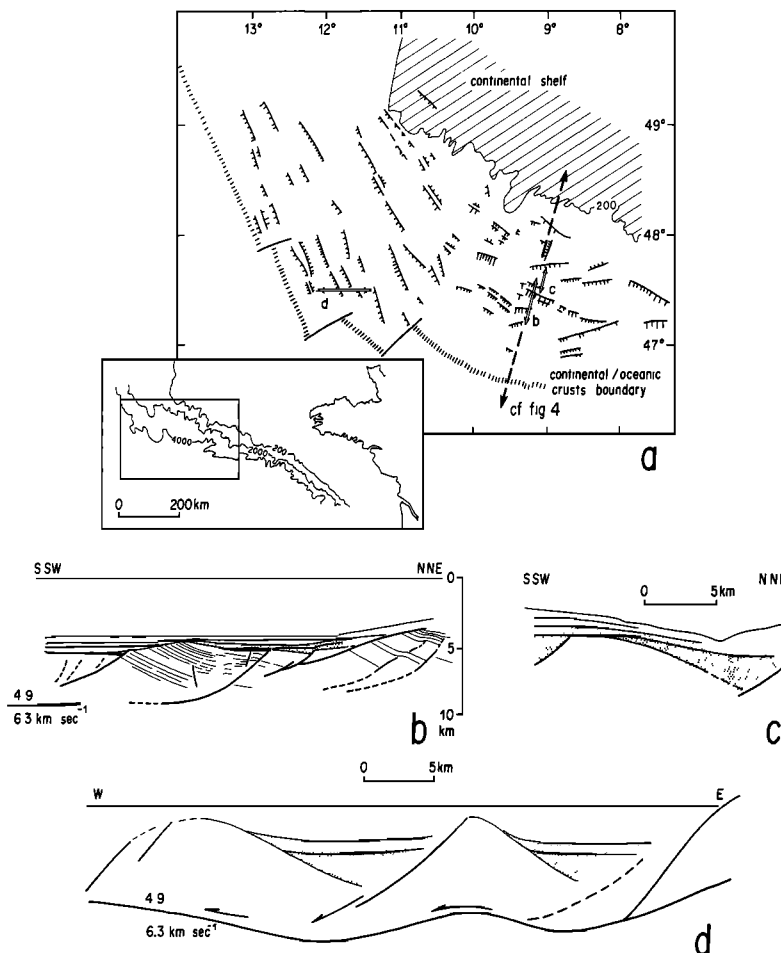 13° 12° 11° 10° 9° 8°
continental shelf
49°
200
48°
c
d
b
47°
continental/oceanic
crusts boundary
cf fig 4
a
4000
2000
200
0 200km
SSW NNE
0
5
10
km
4 9
6 3 km sec⁻¹
b
SSW NN
0 5km
c
0 5km
W E
4 9
6.3 km sec⁻¹
d